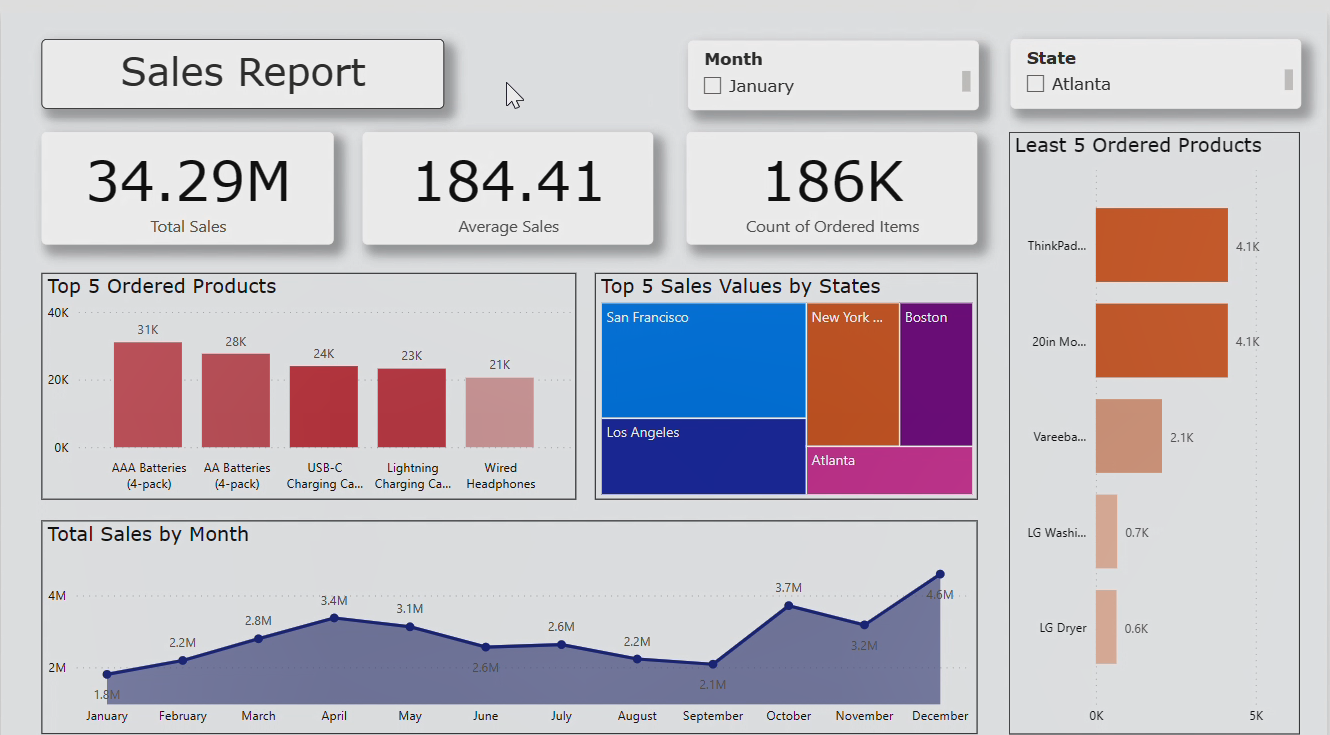 Sales Report
Month
January
State
Atlanta
34.29M
Total Sales
184.41
Average Sales
186K
Count of Ordered Items
Top 5 Ordered Products
40K
20K
0K
31K
28K
24K
23K
21K
AAA Batteries
(4-pack)
AA Batteries
(4-pack)
USB-C
Charging Ca...
Lightning
Charging Ca...
Wired
Headphones
Top 5 Sales Values by States
San Francisco
Los Angeles
New York ...
Boston
Atlanta
Least 5 Ordered Products
ThinkPad...
4.1K
20in Mo...
4.1K
Vareeba...
2.1K
LG Washi...
0.7K
LG Dryer
0.6K
0K
5K
Total Sales by Month
4M
2M
1.8M
2.2M
2.8M
3.4M
3.1M
2.6M
2.6M
2.2M
2.1M
3.7M
3.2M
4.6M
January
February
March
April
May
June
July
August
September
October
November
December